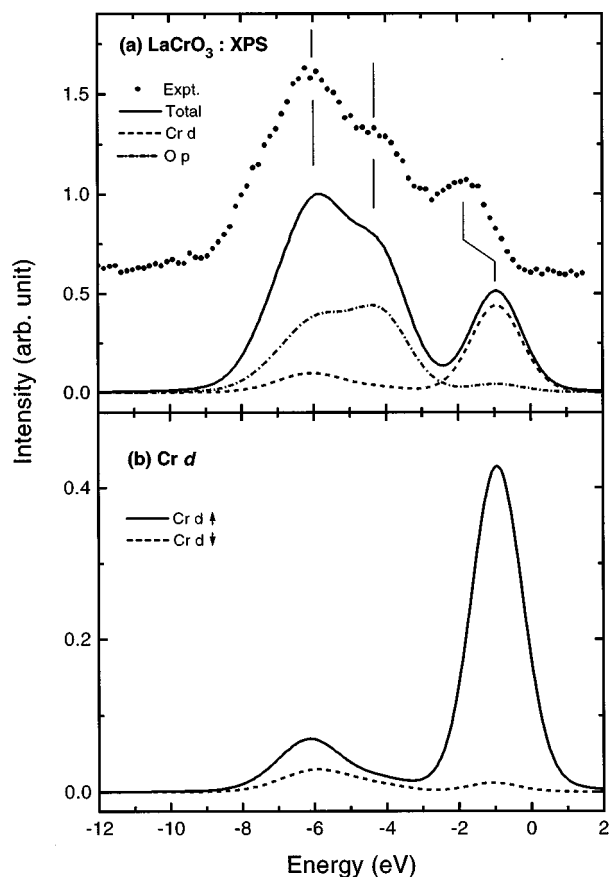 (a) LaCrO₃ : XPS
Expt.
Total
Cr d
O p
1.5
1.0
0.5
0.0
Intensity (arb. unit)
(b) Cr d
Cr d ↑
Cr d ↓
0.4
0.2
0.0
-12 -10 -8 -6 -4 -2 0 2
Energy (eV)